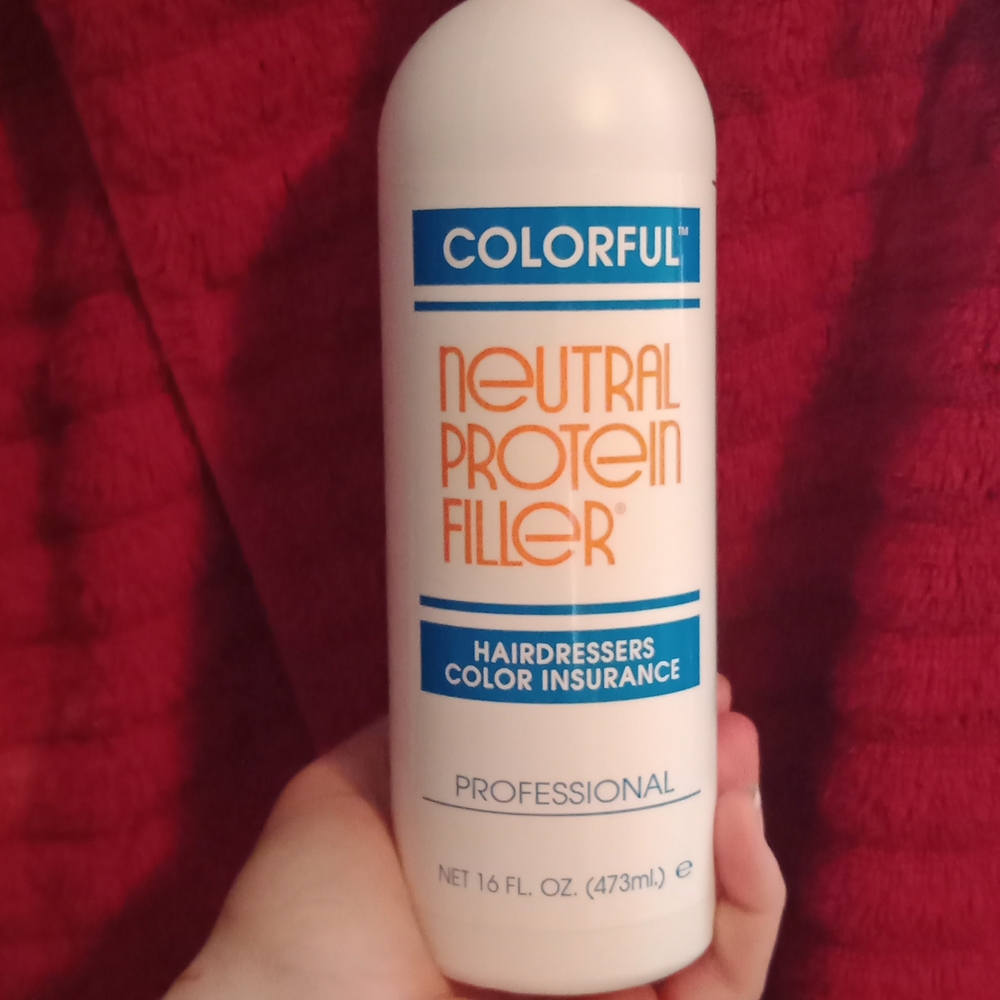 COLORFUL™
NEUTRAL
PROTEIN
FILLER®
HAIRDRESSERS
COLOR INSURANCE
PROFESSIONAL
NET 16 FL. OZ. (473ml.) ℮